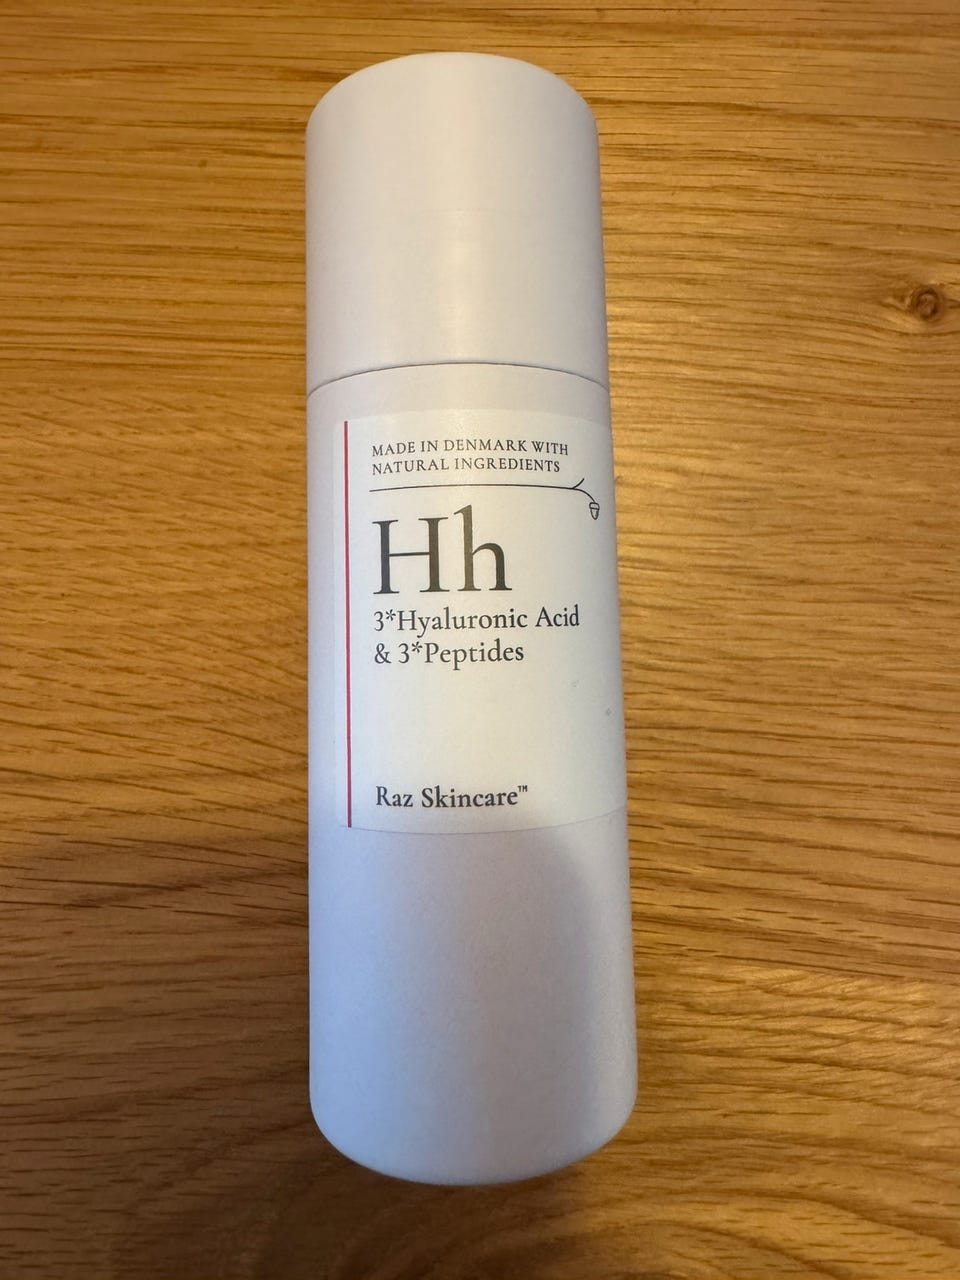 MADE IN DENMARK WITH
NATURAL INGREDIENTS
Hh
3*Hyaluronic Acid
& 3*Peptides
Raz Skincare™